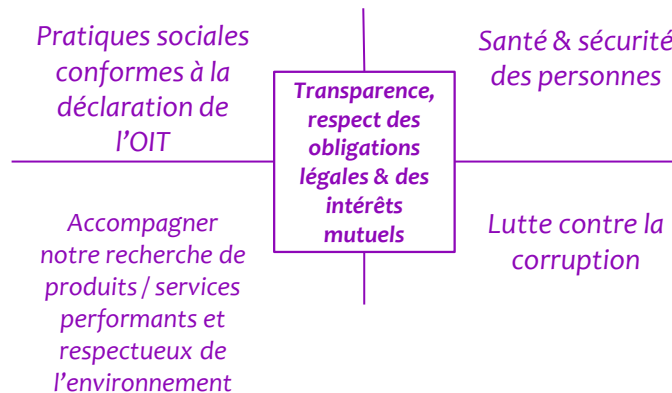 Pratiques sociales
conformes à la
déclaration de
l'OIT
Santé & sécurité
des personnes
Transparence,
respect des
obligations
légales & des
intérêts
mutuels
Accompagner
notre recherche de
produits / services
performants et
respectueux de
l'environnement
Lutte contre la
corruption